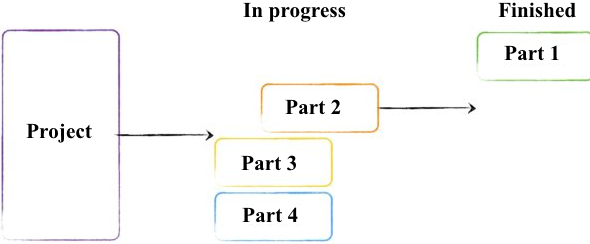 In progress
Finished
Part 1
Part 2
Project
Part 3
Part 4